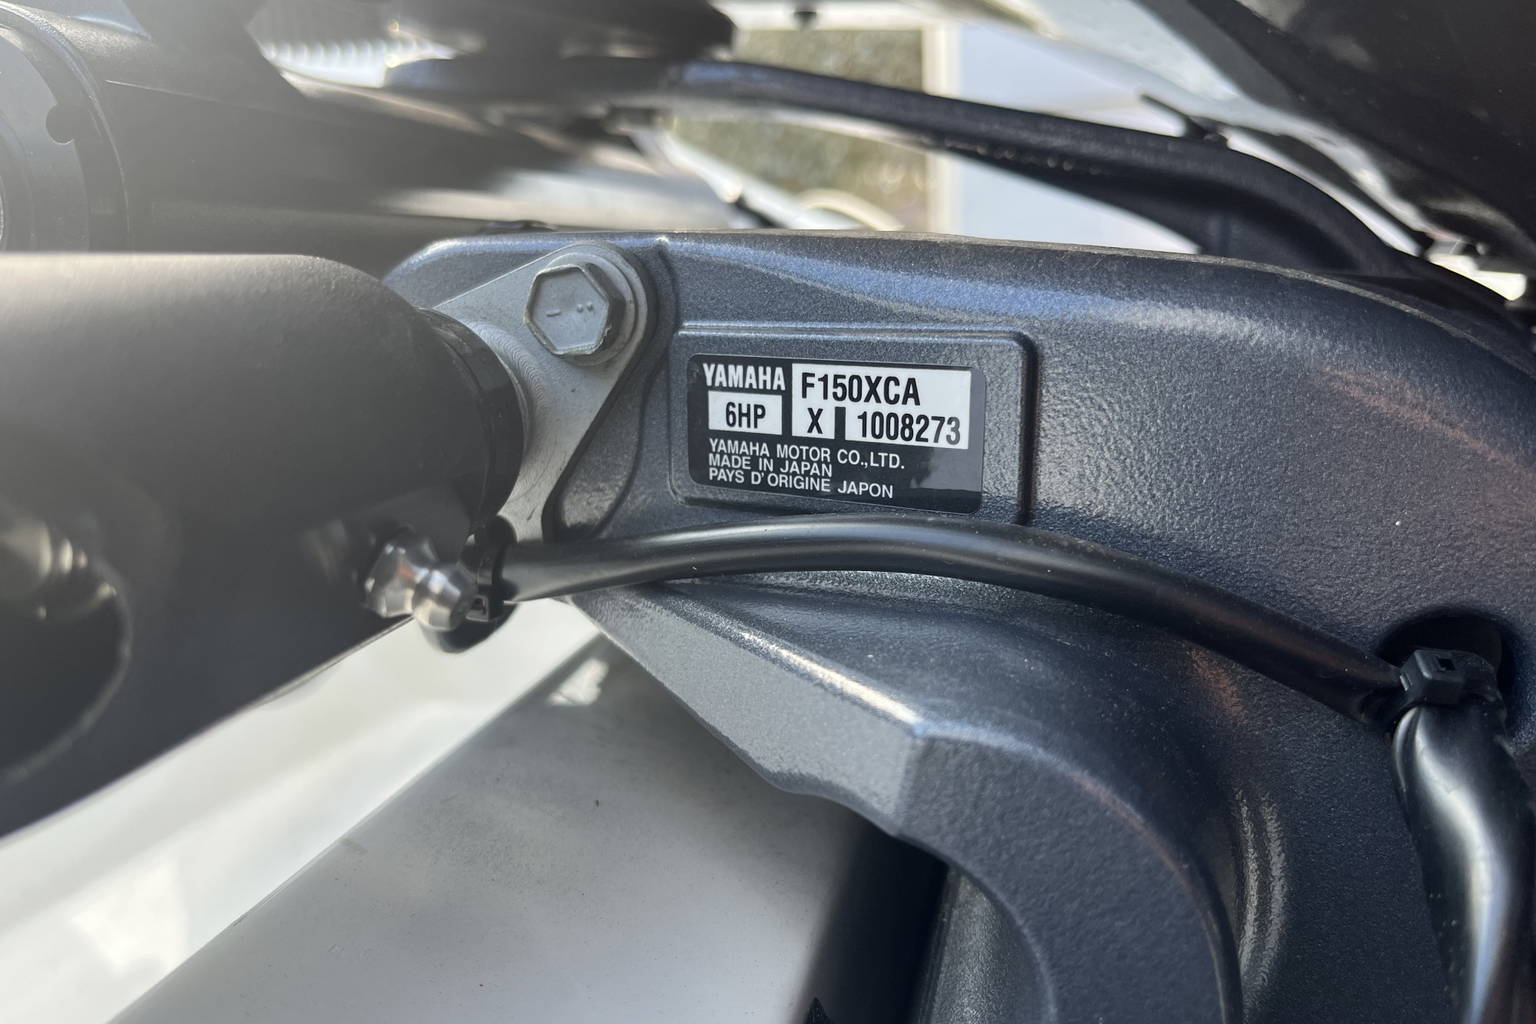 YAMAHA F150XCA
6HP X 1008273
YAMAHA MOTOR CO.,LTD.
MADE IN JAPAN
PAYS D'ORIGINE JAPON